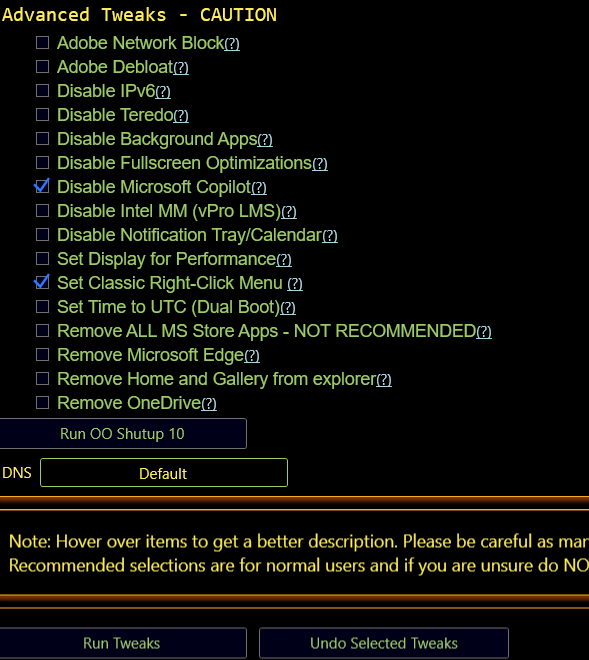 Advanced Tweaks - CAUTION
Adobe Network Block(?)
Adobe Debloat(?)
Disable IPv6(?)
Disable Teredo(?)
Disable Background Apps(?)
Disable Fullscreen Optimizations(?)
Disable Microsoft Copilot(?)
Disable Intel MM (vPro LMS)(?)
Disable Notification Tray/Calendar(?)
Set Display for Performance(?)
Set Classic Right-Click Menu (?)
Set Time to UTC (Dual Boot)(?)
Remove ALL MS Store Apps - NOT RECOMMENDED(?)
Remove Microsoft Edge(?)
Remove Home and Gallery from explorer(?)
Remove OneDrive(?)
Run OO Shutup 10
DNS Default
Note: Hover over items to get a better description. Please be careful as mar
Recommended selections are for normal users and if you are unsure do NO
Run Tweaks Undo Selected Tweaks